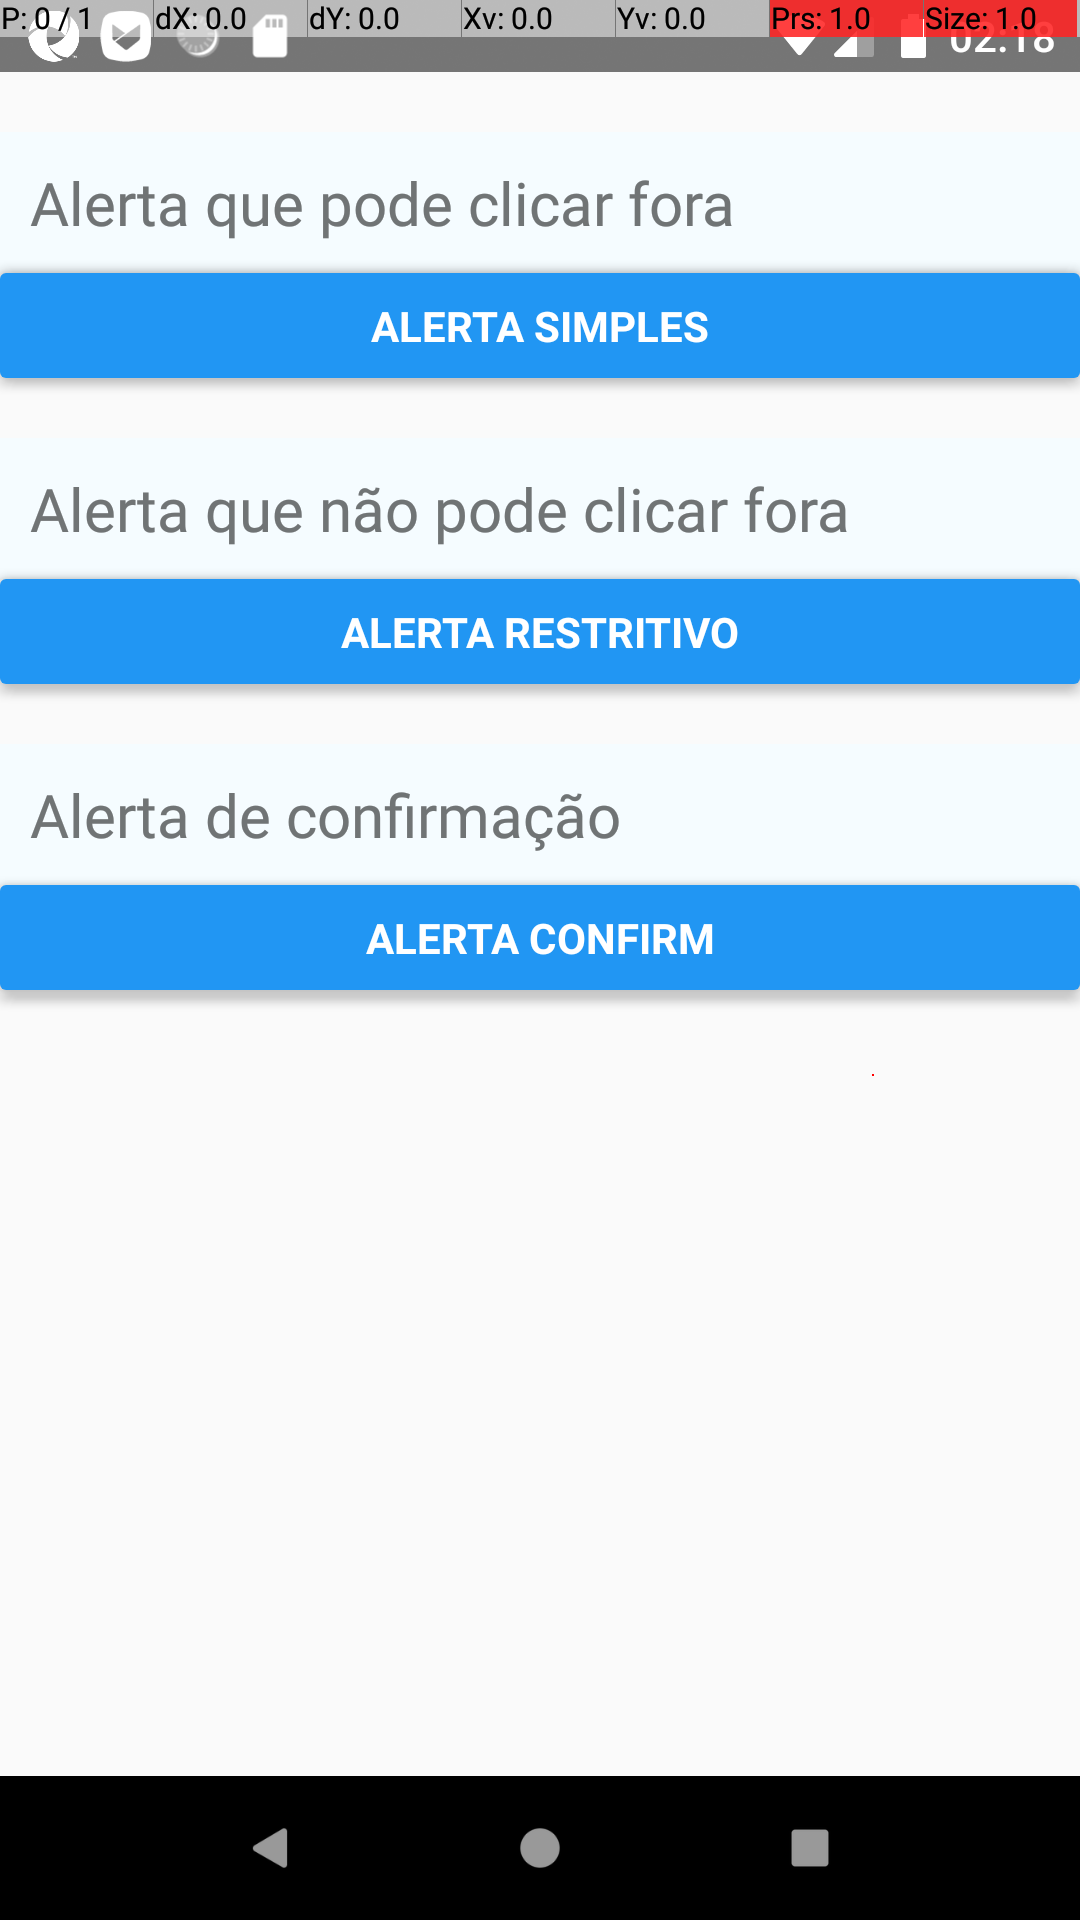 P: 0 / 1 dX: 0.0 dY: 0.0 Xv: 0.0 Yv: 0.0 Prs: 1.0 Size: 1.0
02:18
Alerta que pode clicar fora
ALERTA SIMPLES
Alerta que não pode clicar fora
ALERTA RESTRITIVO
Alerta de confirmação
ALERTA CONFIRM